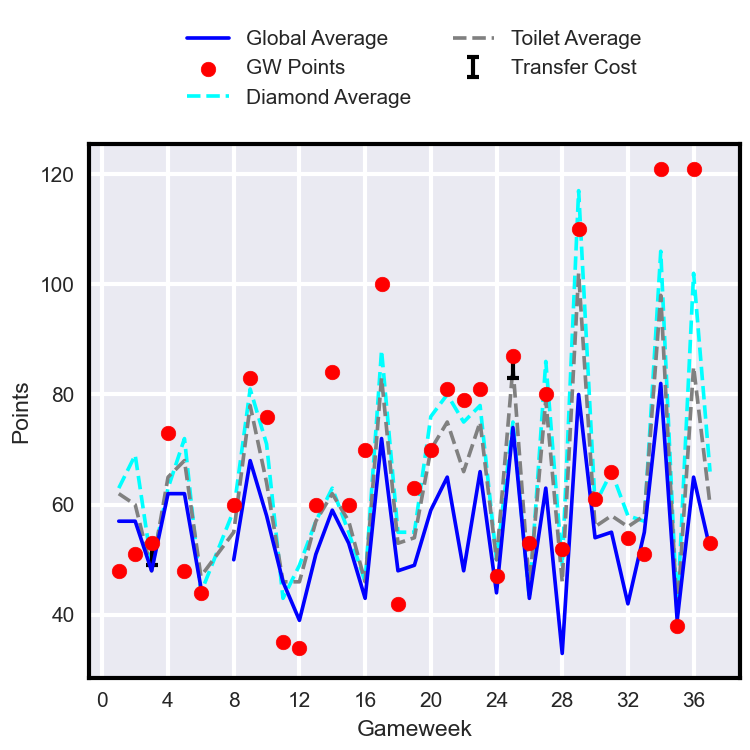 Global Average
GW Points
Diamond Average
Toilet Average
Transfer Cost
120
100
80
60
40
Points
0 4 8 12 16 20 24 28 32 36
Gameweek